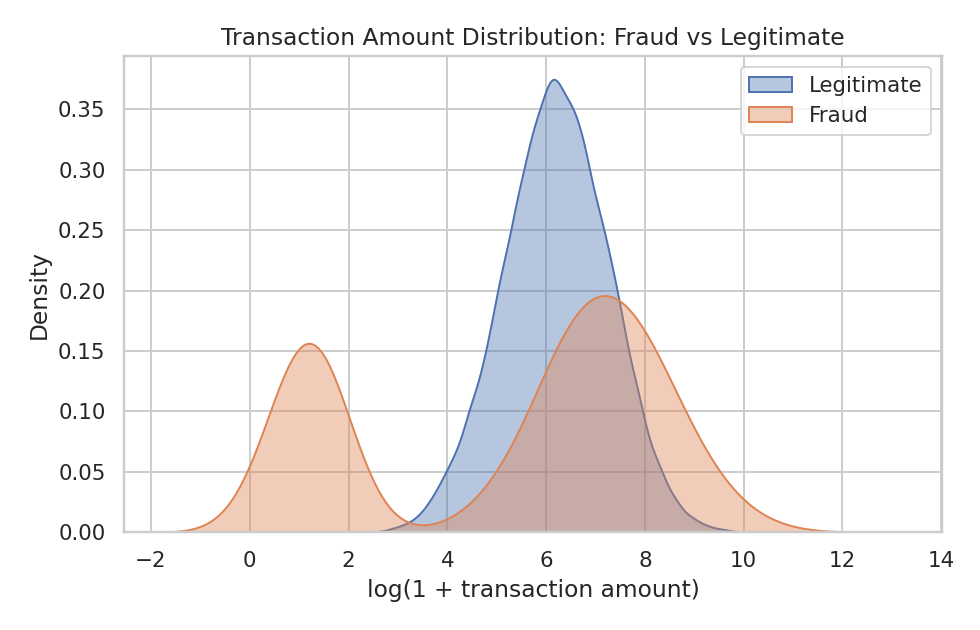 Transaction Amount Distribution: Fraud vs Legitimate
Legitimate
Fraud
Density
0.35
0.30
0.25
0.20
0.15
0.10
0.05
0.00
−2 0 2 4 6 8 10 12 14
log(1 + transaction amount)